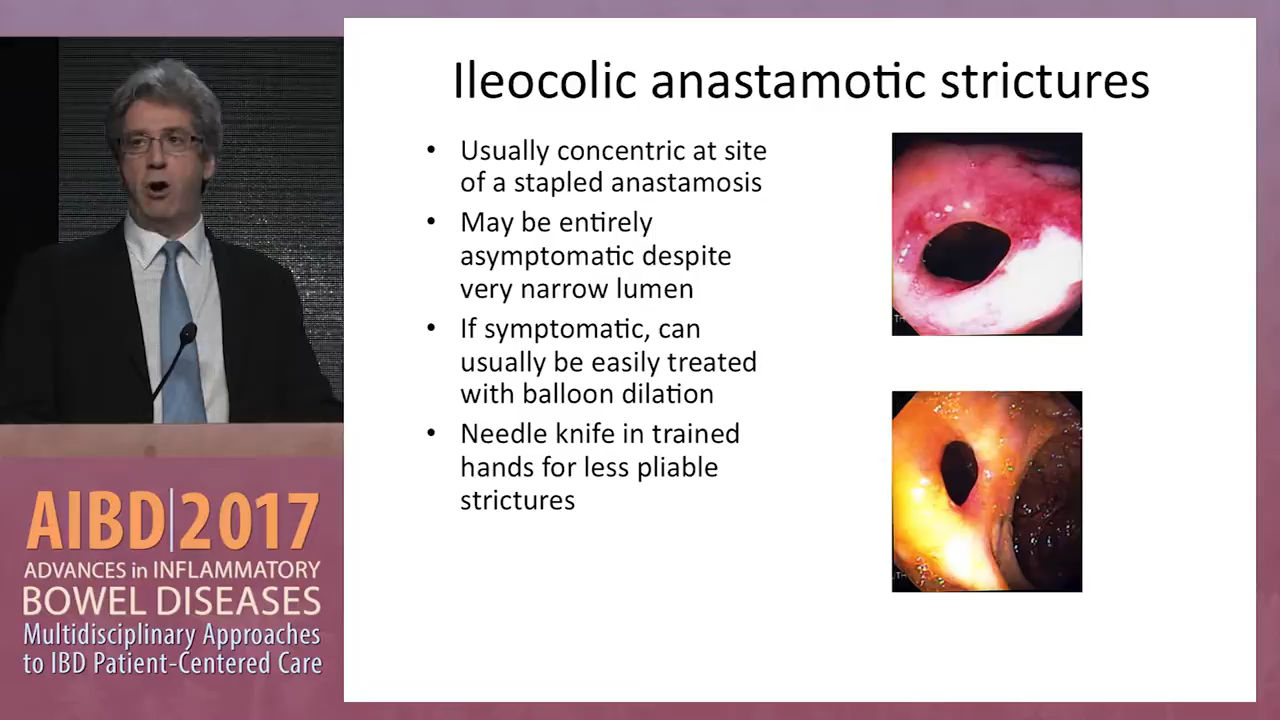 Ileocolic anastamotic strictures
• Usually concentric at site
of a stapled anastamosis
• May be entirely
asymptomatic despite
very narrow lumen
• If symptomatic, can
usually be easily treated
with balloon dilation
• Needle knife in trained
hands for less pliable
strictures
AIBD|2017
ADVANCES in INFLAMMATORY
BOWEL DISEASES
Multidisciplinary Approaches
to IBD Patient-Centered Care